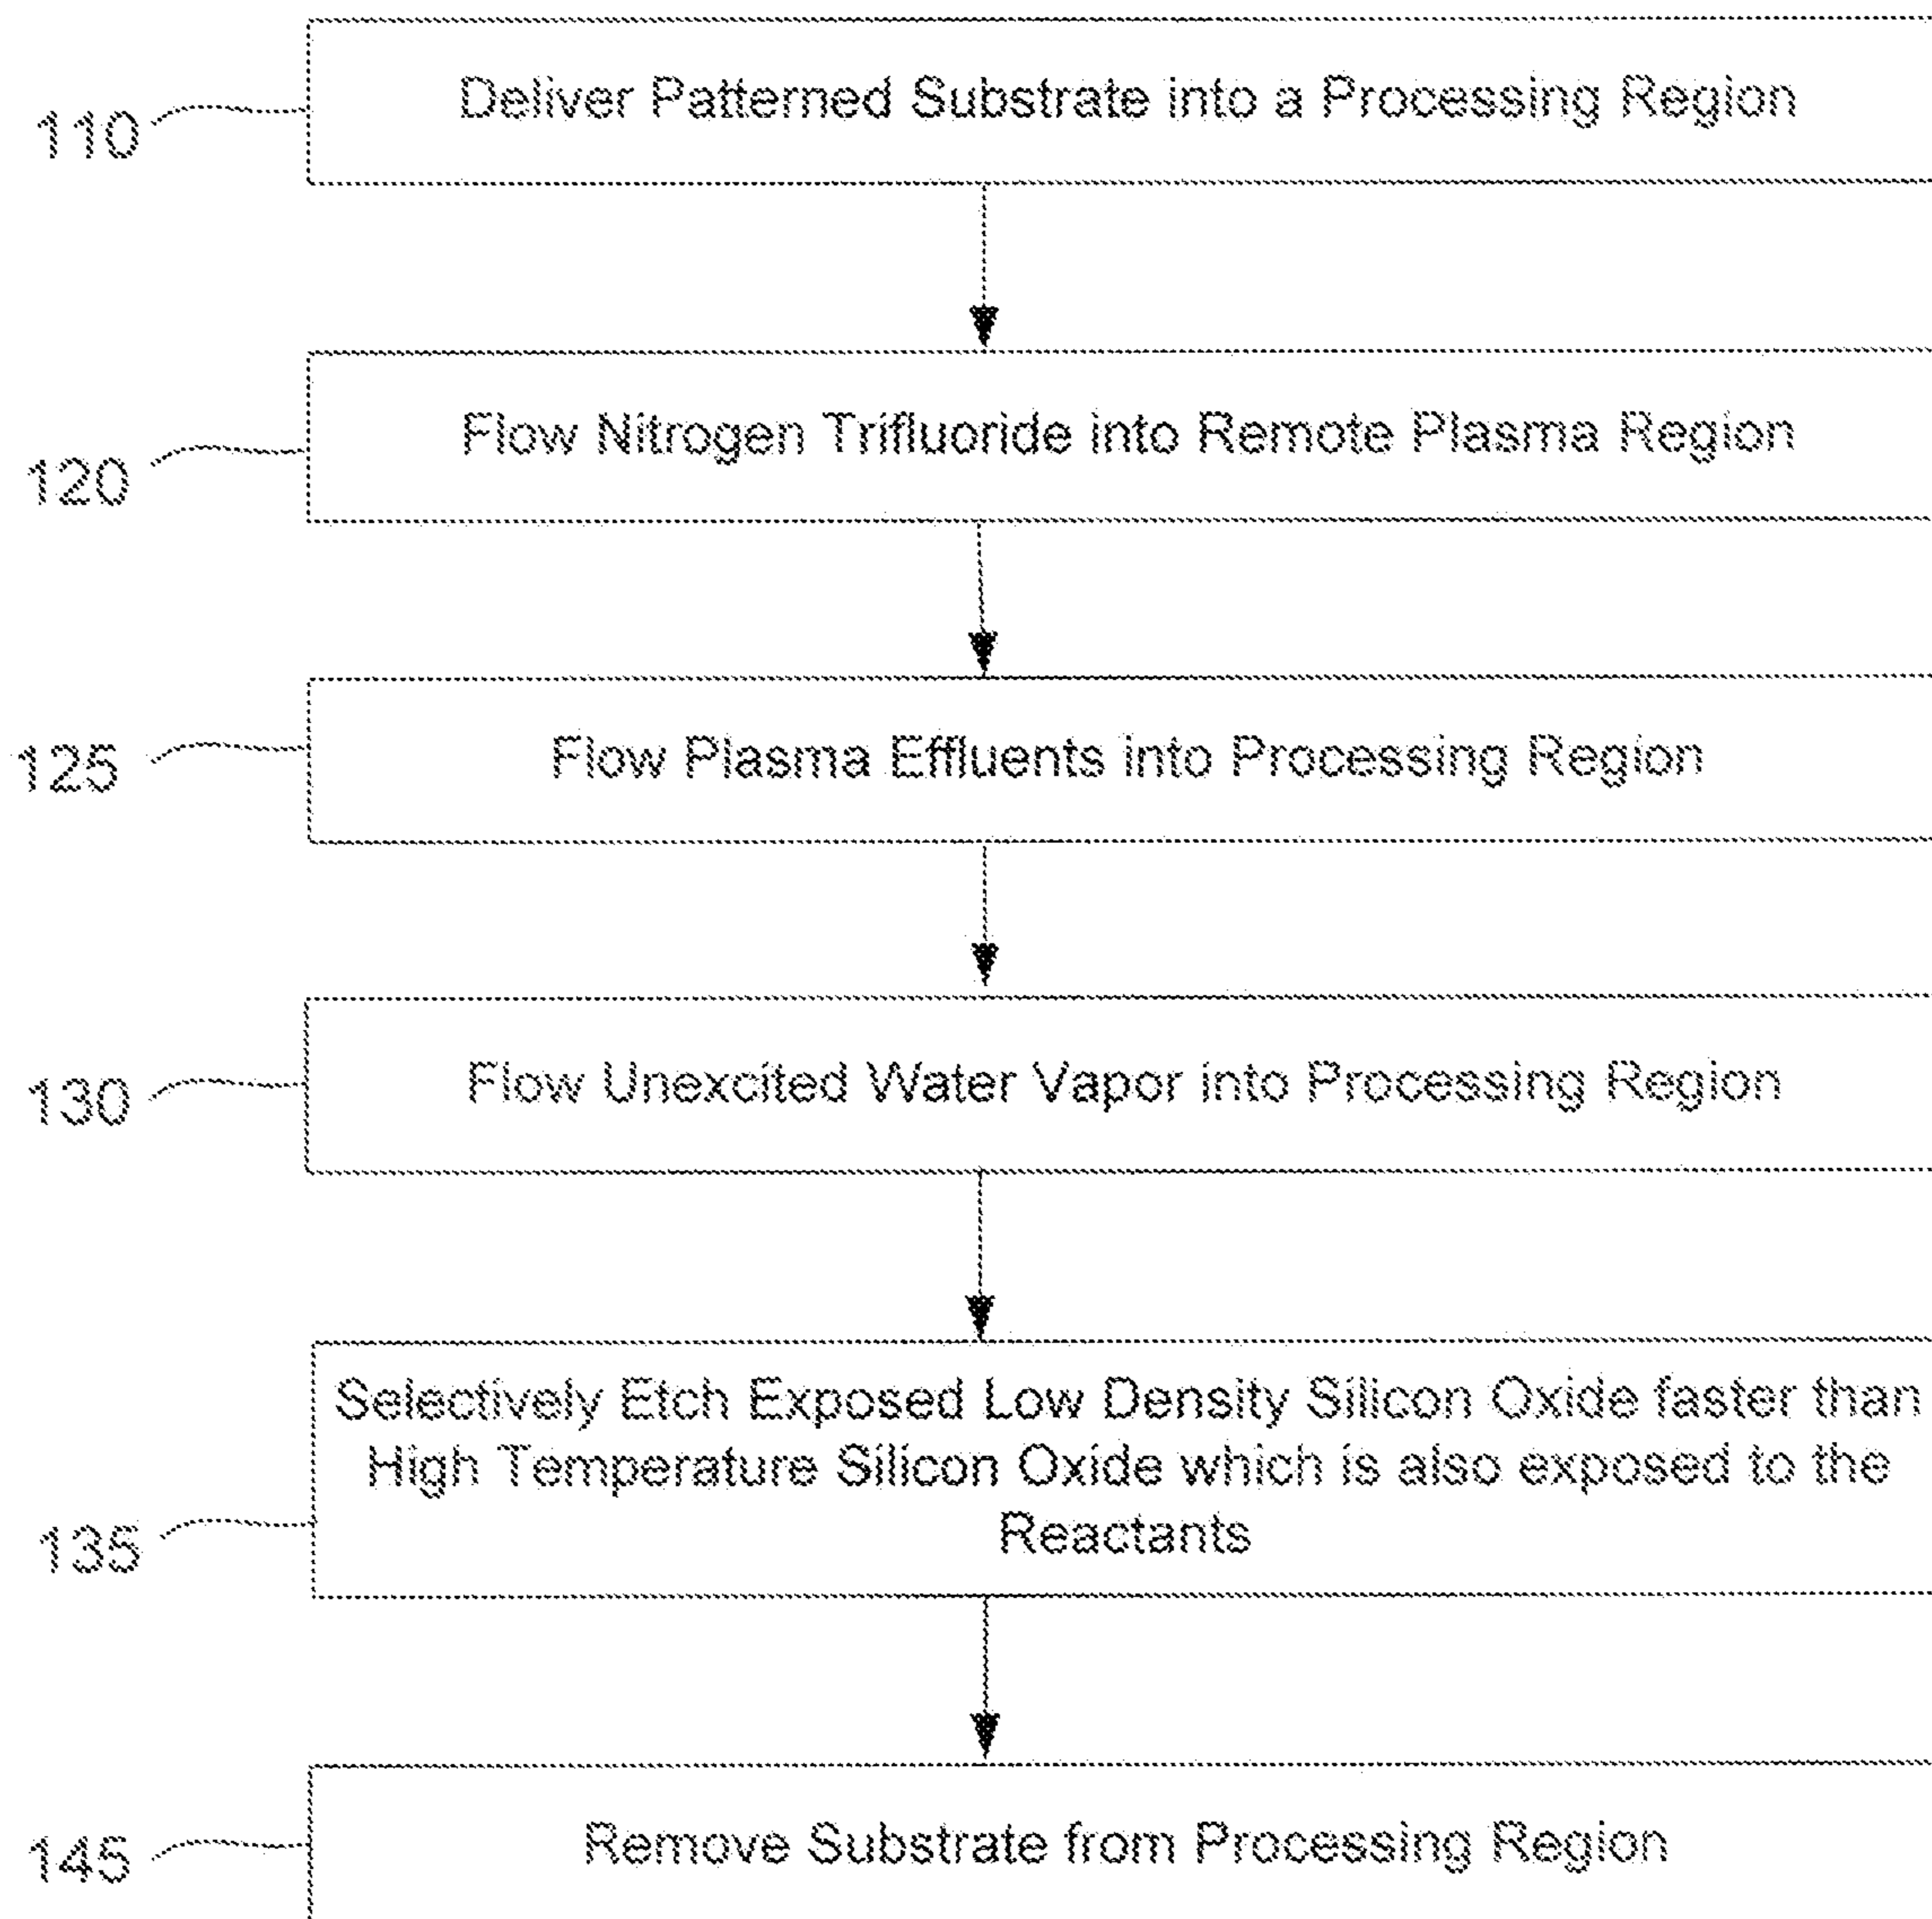 Deliver Patterned Substrate into a Processing Region
110
Flow Nitrogen Trifluoride into Remote Plasma Region
120
Flow Plasma Effluents into Processing Region
125
Flow Unexcited Water Vapor into Processing Region
130
Selectively Etch Exposed Low Density Silicon Oxide faster than
High Temperature Silicon Oxide which is also exposed to the
Reactants
135
Remove Substrate from Processing Region
145